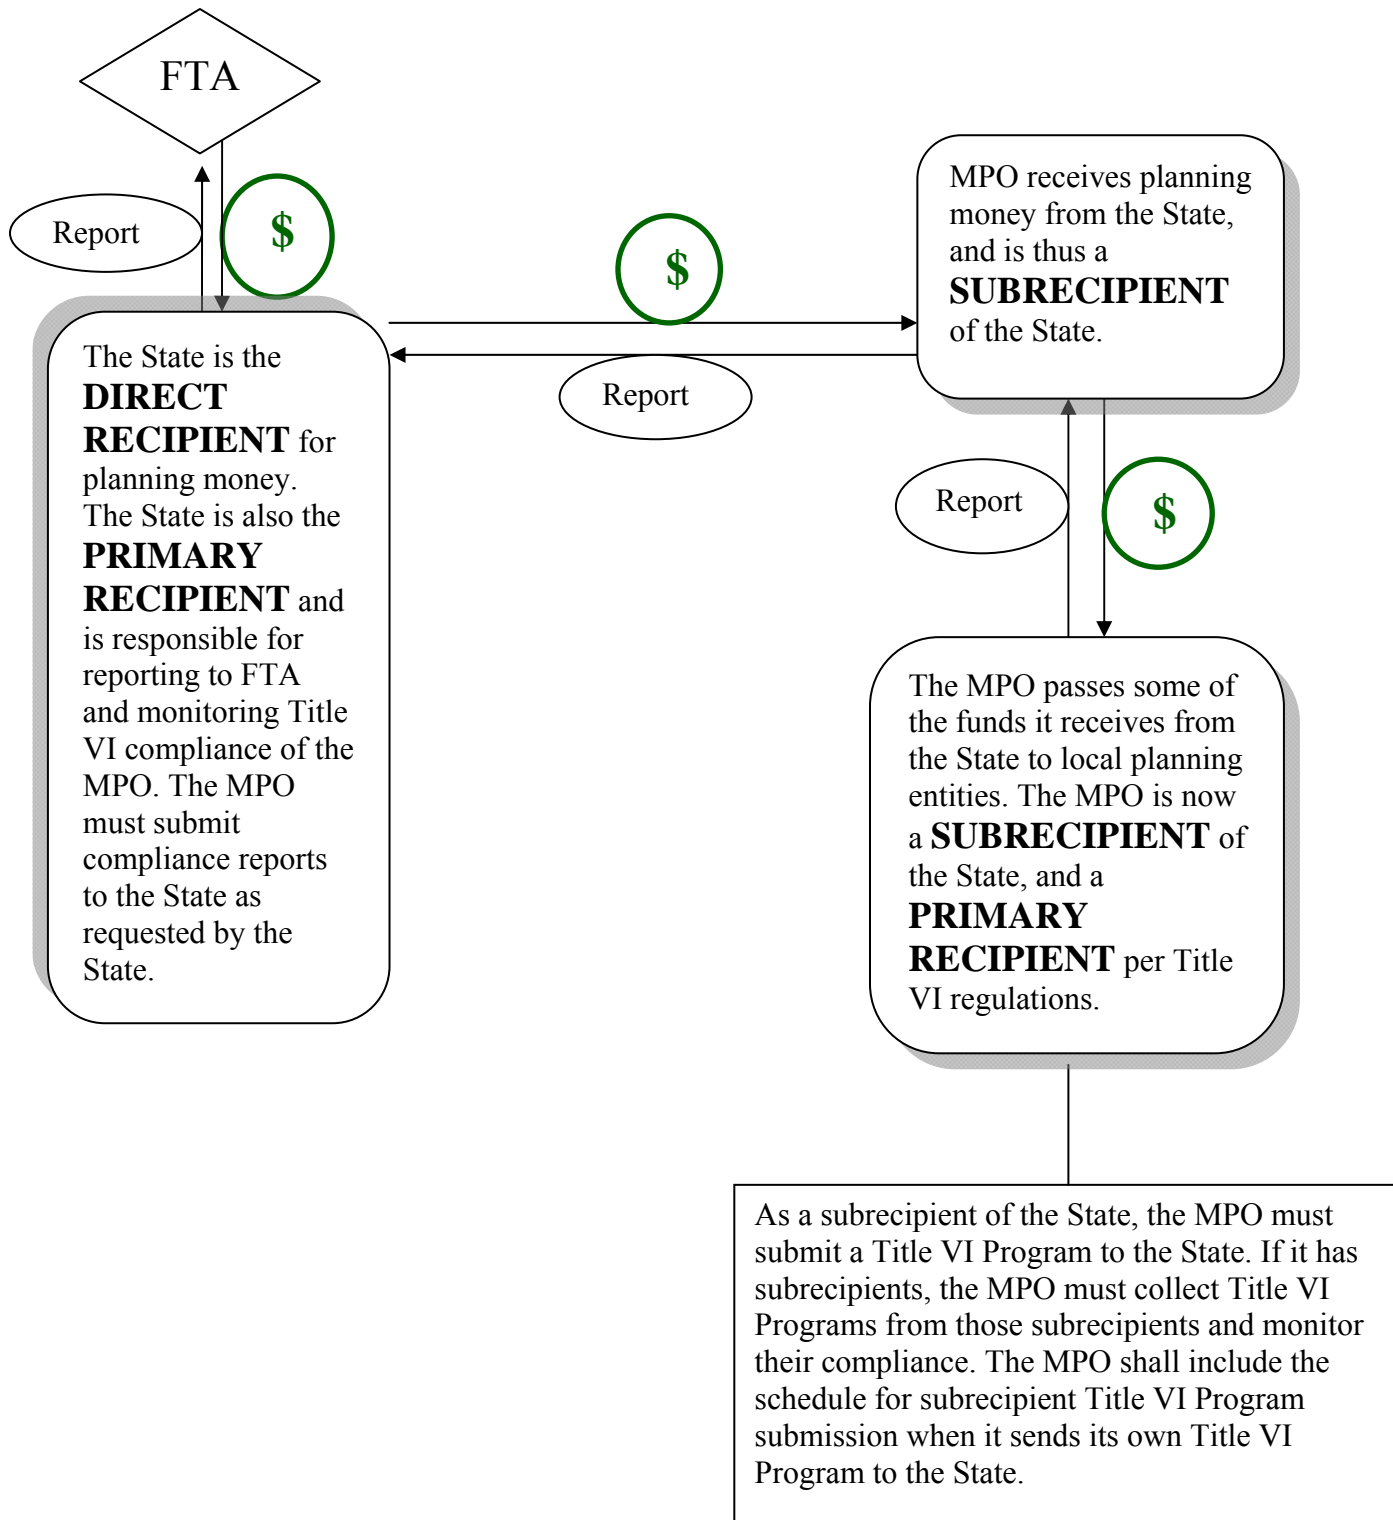 FTA
Report
$
The State is the
DIRECT
RECIPIENT for
planning money.
The State is also the
PRIMARY
RECIPIENT and
is responsible for
reporting to FTA
and monitoring Title
VI compliance of the
MPO. The MPO
must submit
compliance reports
to the State as
requested by the
State.
$
Report
MPO receives planning
money from the State,
and is thus a
SUBRECIPIENT
of the State.
Report
$
The MPO passes some of
the funds it receives from
the State to local planning
entities. The MPO is now
a SUBRECIPIENT of
the State, and a
PRIMARY
RECIPIENT per Title
VI regulations.
As a subrecipient of the State, the MPO must
submit a Title VI Program to the State. If it has
subrecipients, the MPO must collect Title VI
Programs from those subrecipients and monitor
their compliance. The MPO shall include the
schedule for subrecipient Title VI Program
submission when it sends its own Title VI
Program to the State.